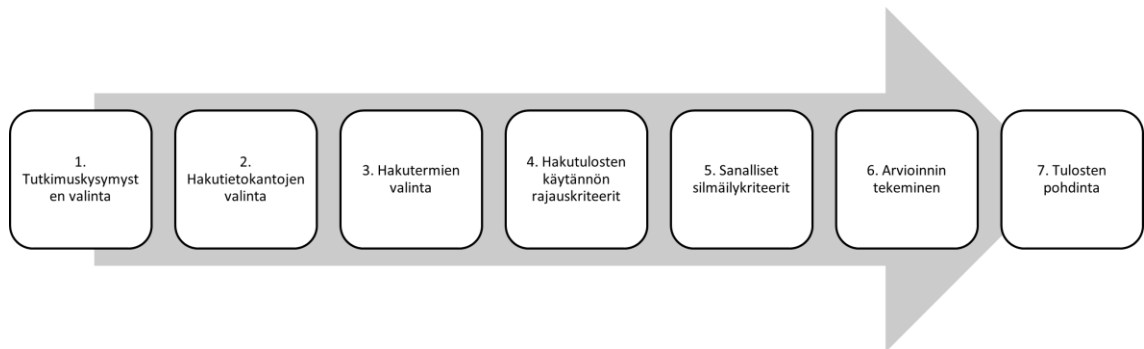 1.
Tutkimuskysymyst
en valinta
2.
Hakutietokantojen
valinta
3. Hakutermien
valinta
4. Hakutulosten
käytännön
rajauskriteerit
5. Sanalliset
silmäilykriteerit
6. Arvioinnin
tekeminen
7. Tulosten
pohdinta